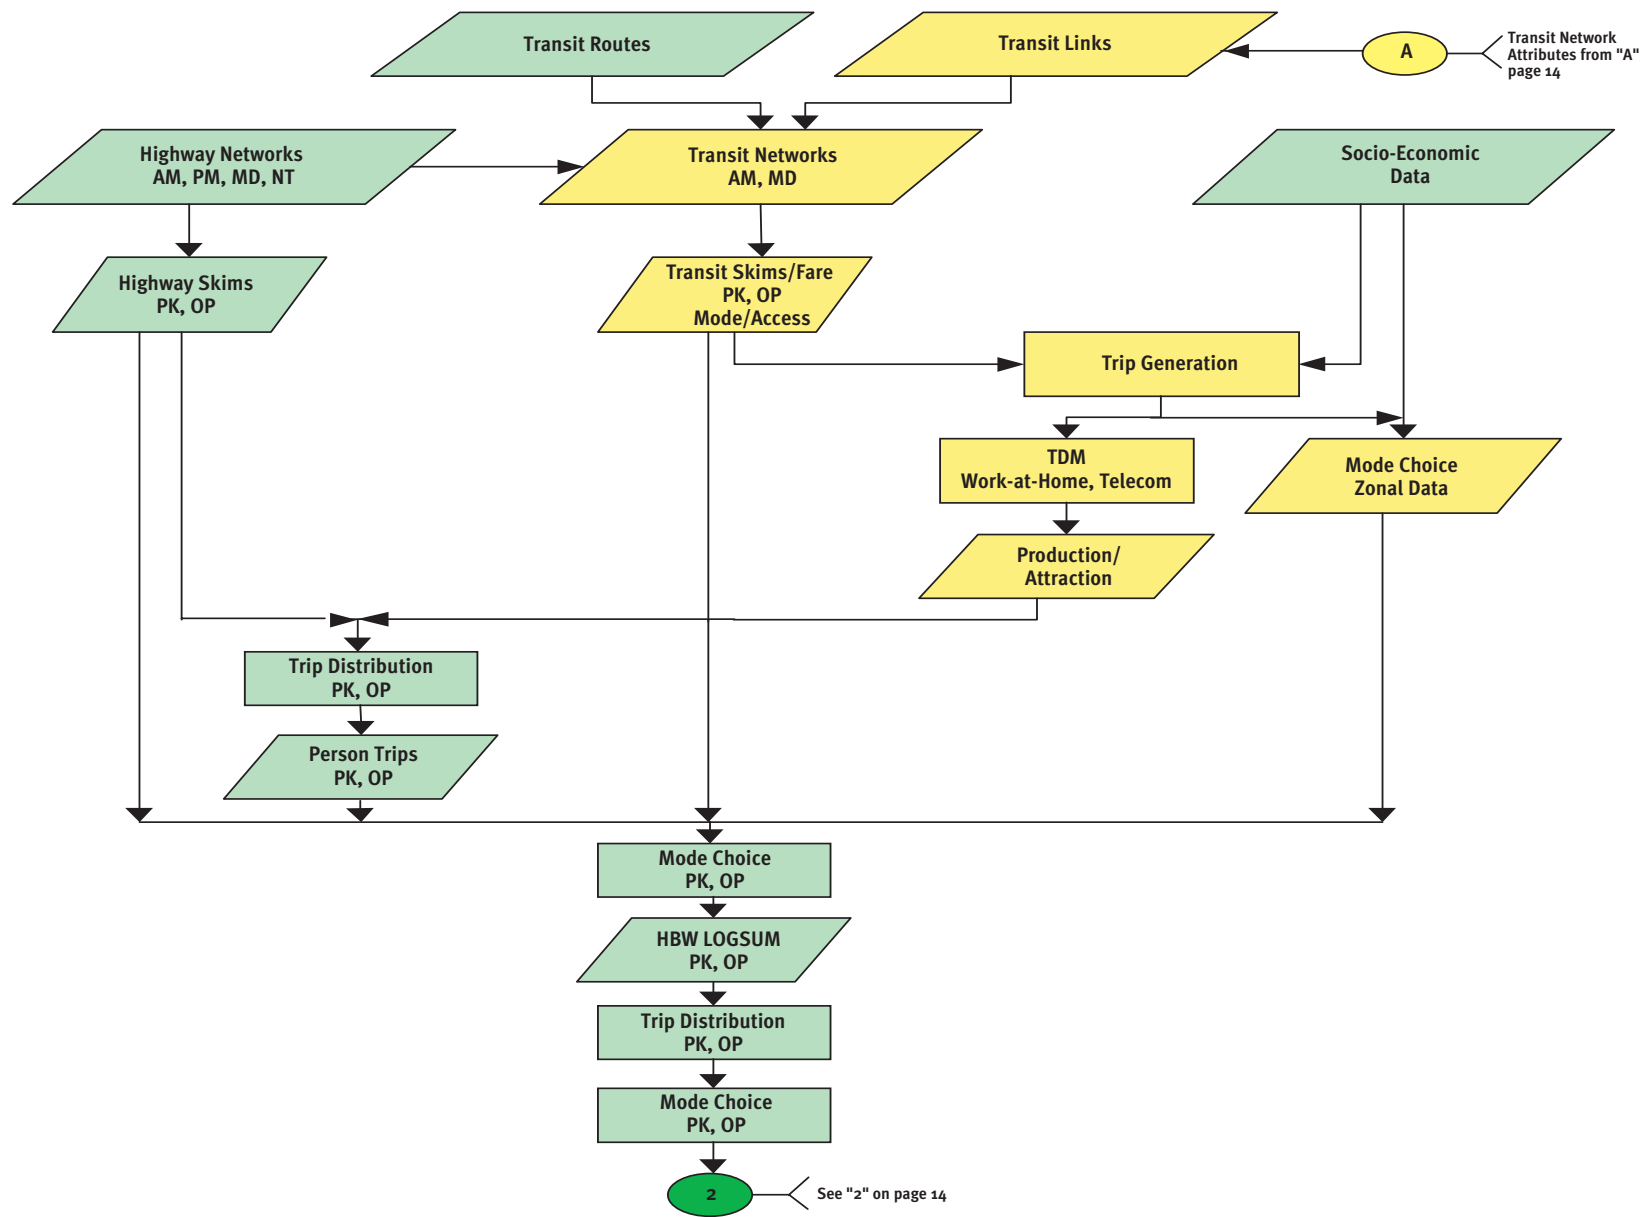 Transit Routes
Transit Links
A
Transit Network
Attributes from "A"
page 14
Highway Networks
AM, PM, MD, NT
Transit Networks
AM, MD
Socio-Economic
Data
Highway Skims
PK, OP
Transit Skims/Fare
PK, OP
Mode/Access
Trip Generation
TDM
Work-at-Home, Telecom
Mode Choice
Zonal Data
Production/
Attraction
Trip Distribution
PK, OP
Person Trips
PK, OP
Mode Choice
PK, OP
HBW LOGSUM
PK, OP
Trip Distribution
PK, OP
Mode Choice
PK, OP
2
See "2" on page 14